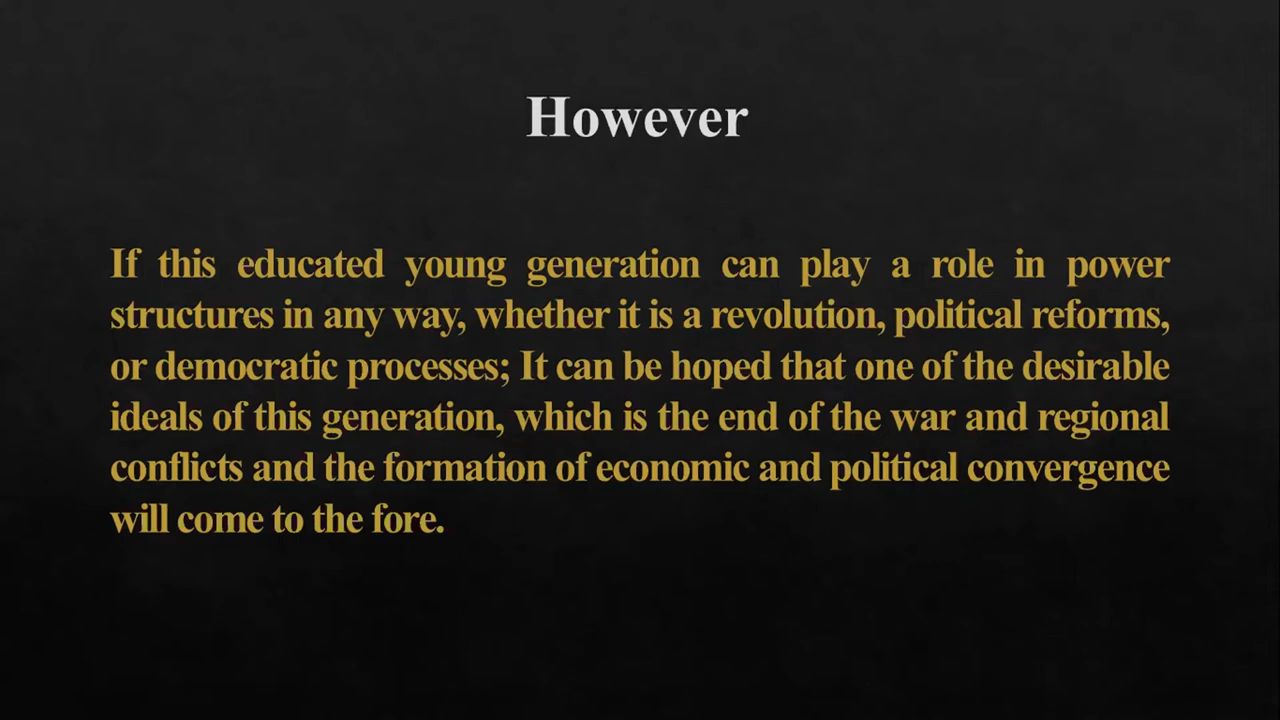 However
If this educated young generation can play a role in power
structures in any way, whether it is a revolution, political reforms,
or democratic processes; It can be hoped that one of the desirable
ideals of this generation, which is the end of the war and regional
conflicts and the formation of economic and political convergence
will come to the fore.